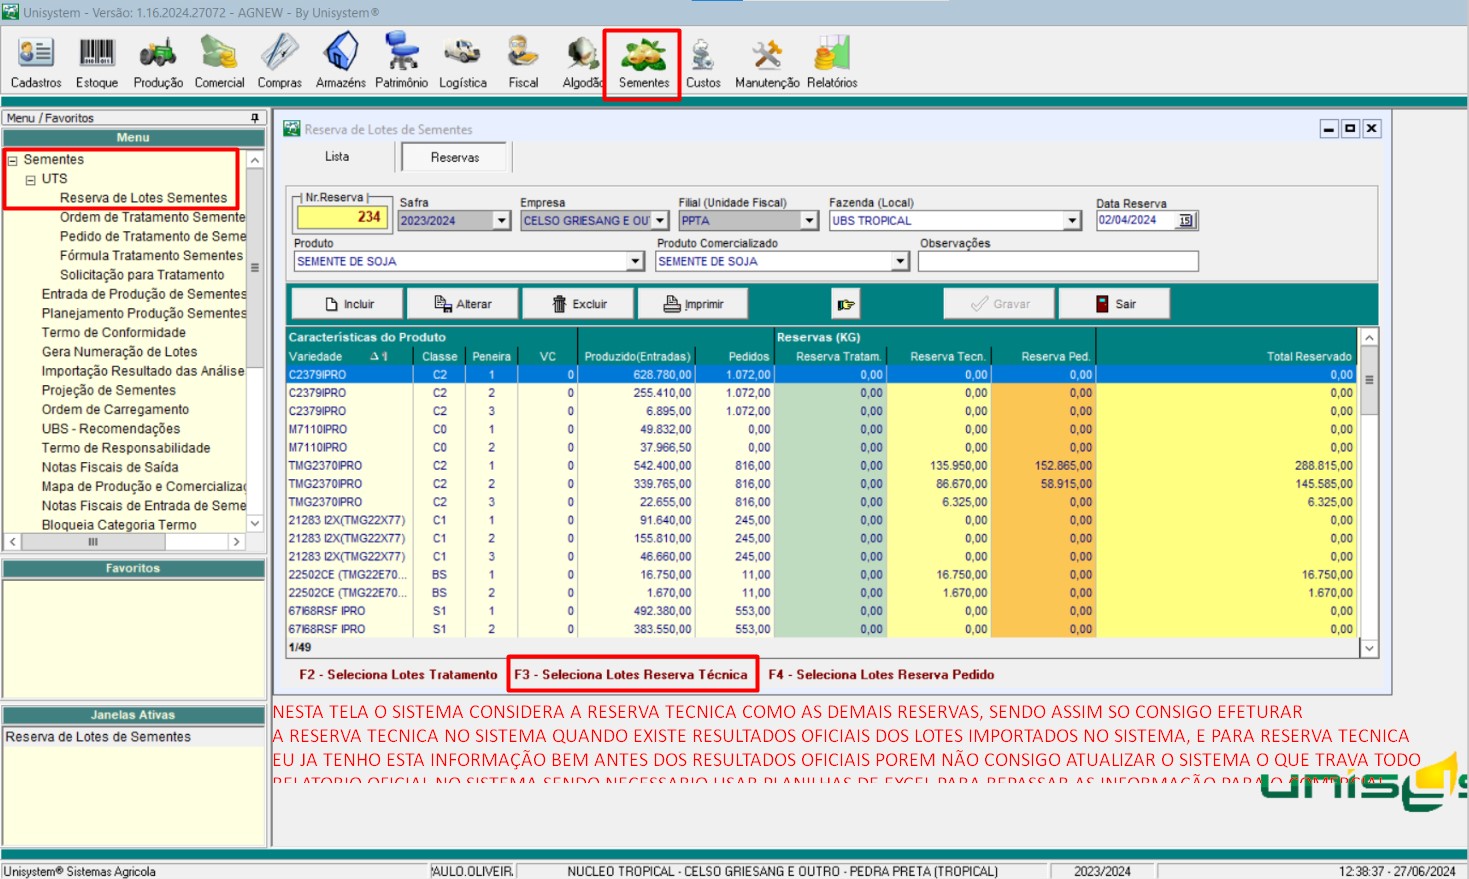 Unisystem - Versão: 1.16.2024.27072 - AGNEW - By Unisystem®
Cadastros Estoque Produção Comercial Compras Armazéns Patrimônio Logística Fiscal Algodão Sementes Custos Manutenção Relatórios
Menu / Favoritos
Menu
Sementes
UTS
Reserva de Lotes Sementes
Ordem de Tratamento Semente
Pedido de Tratamento de Seme
Fórmula Tratamento Sementes
Solicitação para Tratamento
Entrada de Produção de Sementes
Planejamento Produção Sementes
Termo de Conformidade
Gera Numeração de Lotes
Importação Resultado das Análise
Projeção de Sementes
Ordem de Carregamento
UBS - Recomendações
Termo de Responsabilidade
Notas Fiscais de Saída
Mapa de Produção e Comercializaç
Notas Fiscais de Entrada de Seme
Bloqueia Categoria Termo
Favoritos
Janelas Ativas
Reserva de Lotes de Sementes
Reserva de Lotes de Sementes
Lista Reservas
Nr.Reserva Safra Empresa Filial (Unidade Fiscal) Fazenda (Local) Data Reserva
234 2023/2024 CELSO GRIESANG E OUT PPTA UBS TROPICAL 02/04/2024 15
Produto Produto Comercializado Observações
SEMENTE DE SOJA SEMENTE DE SOJA
Incluir Alterar Excluir Imprimir Gravar Sair
Características do Produto Reservas (KG)
Variedade Classe Peneira VC Produzido(Entradas) Pedidos Reserva Tratam. Reserva Tecn. Reserva Ped. Total Reservado
C2379IPRO C2 1 0 628.780,00 1.072,00 0,00 0,00 0,00 0,00
C2379IPRO C2 2 0 255.410,00 1.072,00 0,00 0,00 0,00 0,00
C2379IPRO C2 3 0 6.895,00 1.072,00 0,00 0,00 0,00 0,00
M7110IPRO C0 1 0 49.832,00 0,00 0,00 0,00 0,00 0,00
M7110IPRO C0 2 0 37.966,50 0,00 0,00 0,00 0,00 0,00
TMG2370IPRO C2 1 0 542.400,00 816,00 0,00 135.950,00 152.865,00 288.815,00
TMG2370IPRO C2 2 0 339.765,00 816,00 0,00 86.670,00 58.915,00 145.585,00
TMG2370IPRO C2 3 0 22.655,00 816,00 0,00 6.325,00 0,00 6.325,00
21283 I2X(TMG22X77) C1 1 0 91.640,00 245,00 0,00 0,00 0,00 0,00
21283 I2X(TMG22X77) C1 2 0 155.810,00 245,00 0,00 0,00 0,00 0,00
21283 I2X(TMG22X77) C1 3 0 46.660,00 245,00 0,00 0,00 0,00 0,00
22502CE (TMG22E70... BS 1 0 16.750,00 11,00 0,00 16.750,00 0,00 16.750,00
22502CE (TMG22E70... BS 2 0 1.670,00 11,00 0,00 1.670,00 0,00 1.670,00
67I68RSF IPRO S1 1 0 492.380,00 553,00 0,00 0,00 0,00 0,00
67I68RSF IPRO S1 2 0 383.550,00 553,00 0,00 0,00 0,00 0,00
1/49
F2 - Seleciona Lotes Tratamento F3 - Seleciona Lotes Reserva Técnica F4 - Seleciona Lotes Reserva Pedido
NESTA TELA O SISTEMA CONSIDERA A RESERVA TECNICA COMO AS DEMAIS RESERVAS, SENDO ASSIM SO CONSIGO EFETURAR
A RESERVA TECNICA NO SISTEMA QUANDO EXISTE RESULTADOS OFICIAIS DOS LOTES IMPORTADOS NO SISTEMA, E PARA RESERVA TECNICA
EU JA TENHO ESTA INFORMAÇÃO BEM ANTES DOS RESULTADOS OFICIAIS POREM NÃO CONSIGO ATUALIZAR O SISTEMA O QUE TRAVA TODO
RELATORIO OFICIAL NO SISTEMA SENDO NECESSARIO USAR PLANILHAS DE EXCEL PARA REPASSAR AS INFORMAÇÃO PARA O COMERCIAL
Unisystem® Sistemas Agricola AULO.OLIVEIR. NUCLEO TROPICAL - CELSO GRIESANG E OUTRO - PEDRA PRETA (TROPICAL) 2023/2024 12:38:37 - 27/06/2024